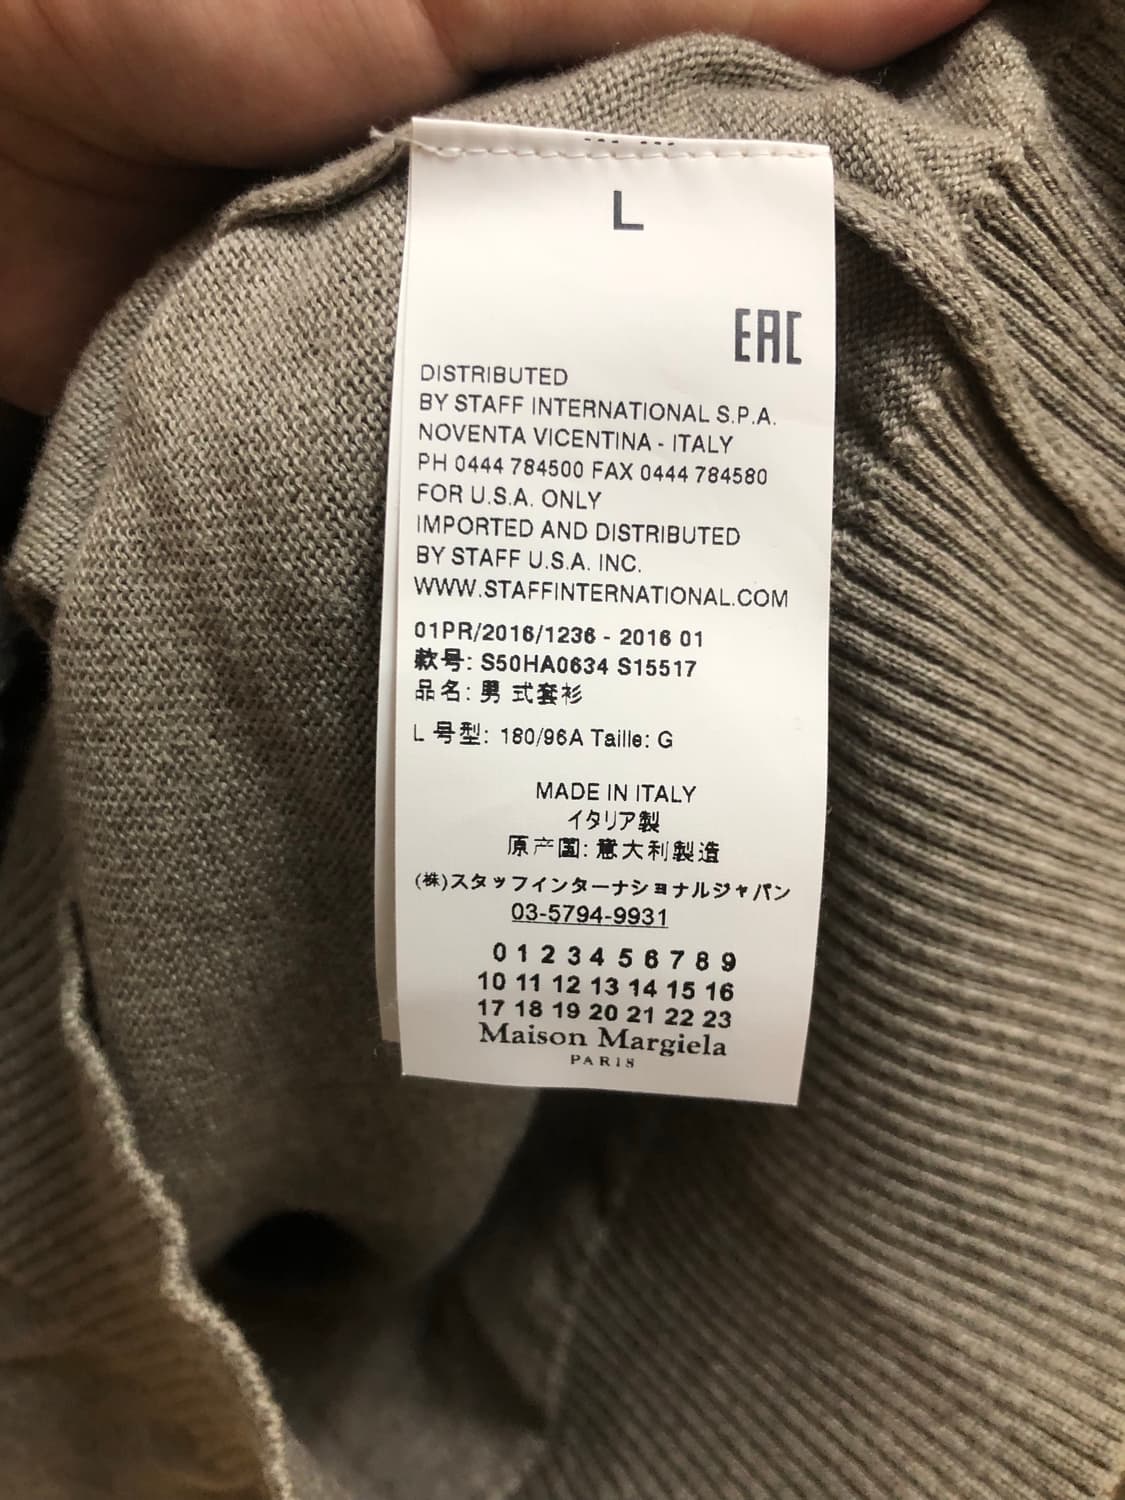 L
EAC
DISTRIBUTED
BY STAFF INTERNATIONAL S.P.A.
NOVENTA VICENTINA - ITALY
PH 0444 784500 FAX 0444 784580
FOR U.S.A. ONLY
IMPORTED AND DISTRIBUTED
BY STAFF U.S.A. INC.
WWW.STAFFINTERNATIONAL.COM
01PR/2016/1236 - 2016 01
款号: S50HA0634 S15517
品名: 男 式套衫
L 号型: 180/96A Taille: G
MADE IN ITALY
イタリア製
原产国: 意大利製造
(株)スタッフインターナショナルジャパン
03-5794-9931
0 1 2 3 4 5 6 7 8 9
10 11 12 13 14 15 16
17 18 19 20 21 22 23
Maison Margiela
PARIS